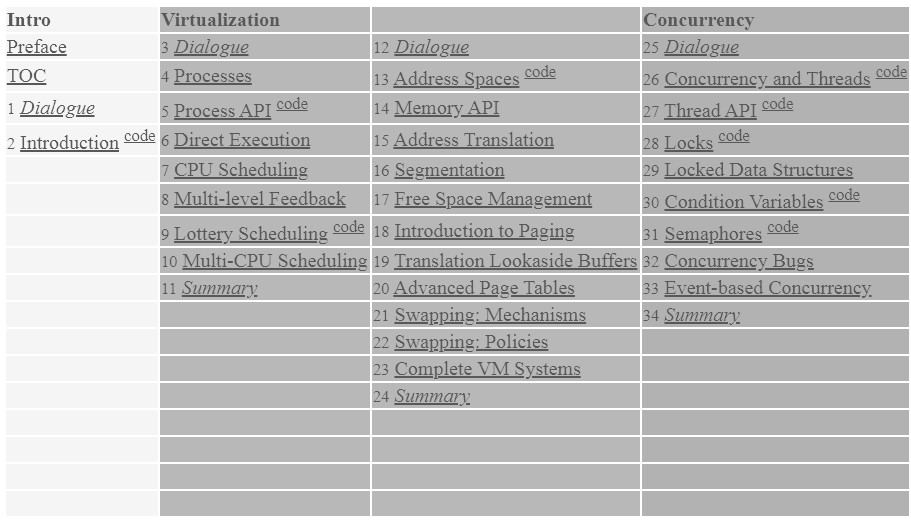 Intro Virtualization Concurrency
Preface 3 Dialogue 12 Dialogue 25 Dialogue
TOC 4 Processes 13 Address Spaces code 26 Concurrency and Threads code
1 Dialogue 5 Process API code 14 Memory API 27 Thread API code
2 Introduction code 6 Direct Execution 15 Address Translation 28 Locks code
7 CPU Scheduling 16 Segmentation 29 Locked Data Structures
8 Multi-level Feedback 17 Free Space Management 30 Condition Variables code
9 Lottery Scheduling code 18 Introduction to Paging 31 Semaphores code
10 Multi-CPU Scheduling 19 Translation Lookaside Buffers 32 Concurrency Bugs
11 Summary 20 Advanced Page Tables 33 Event-based Concurrency
21 Swapping: Mechanisms 34 Summary
22 Swapping: Policies
23 Complete VM Systems
24 Summary